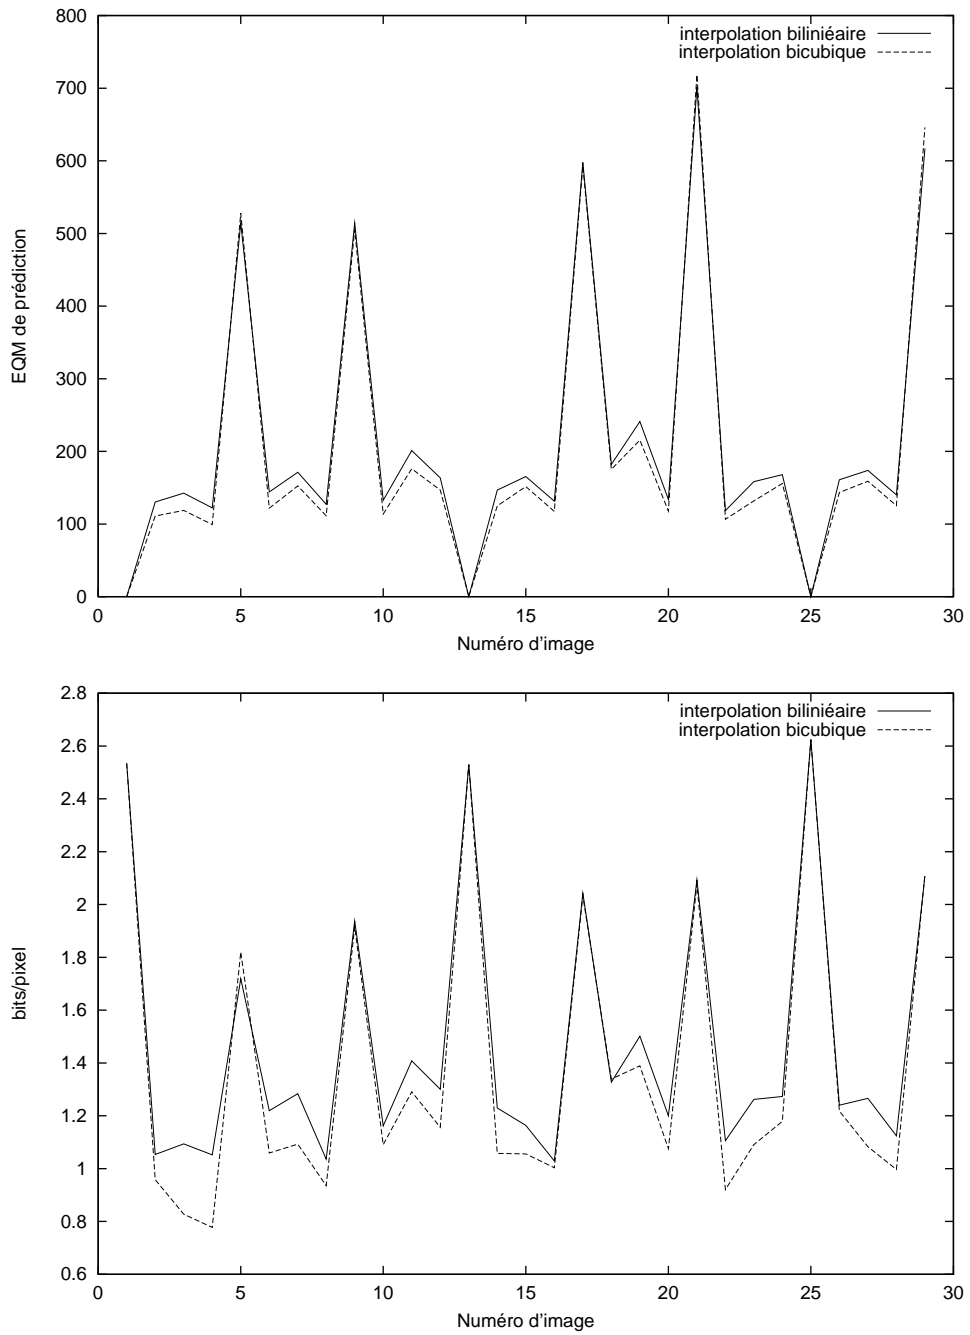 800
700
600
500
400
300
200
100
0
EQM de prédiction
interpolation biliniéaire
interpolation bicubique
0 5 10 15 20 25 30
Numéro d'image
2.8
2.6
2.4
2.2
2
1.8
1.6
1.4
1.2
1
0.8
0.6
bits/pixel
interpolation biliniéaire
interpolation bicubique
0 5 10 15 20 25 30
Numéro d'image